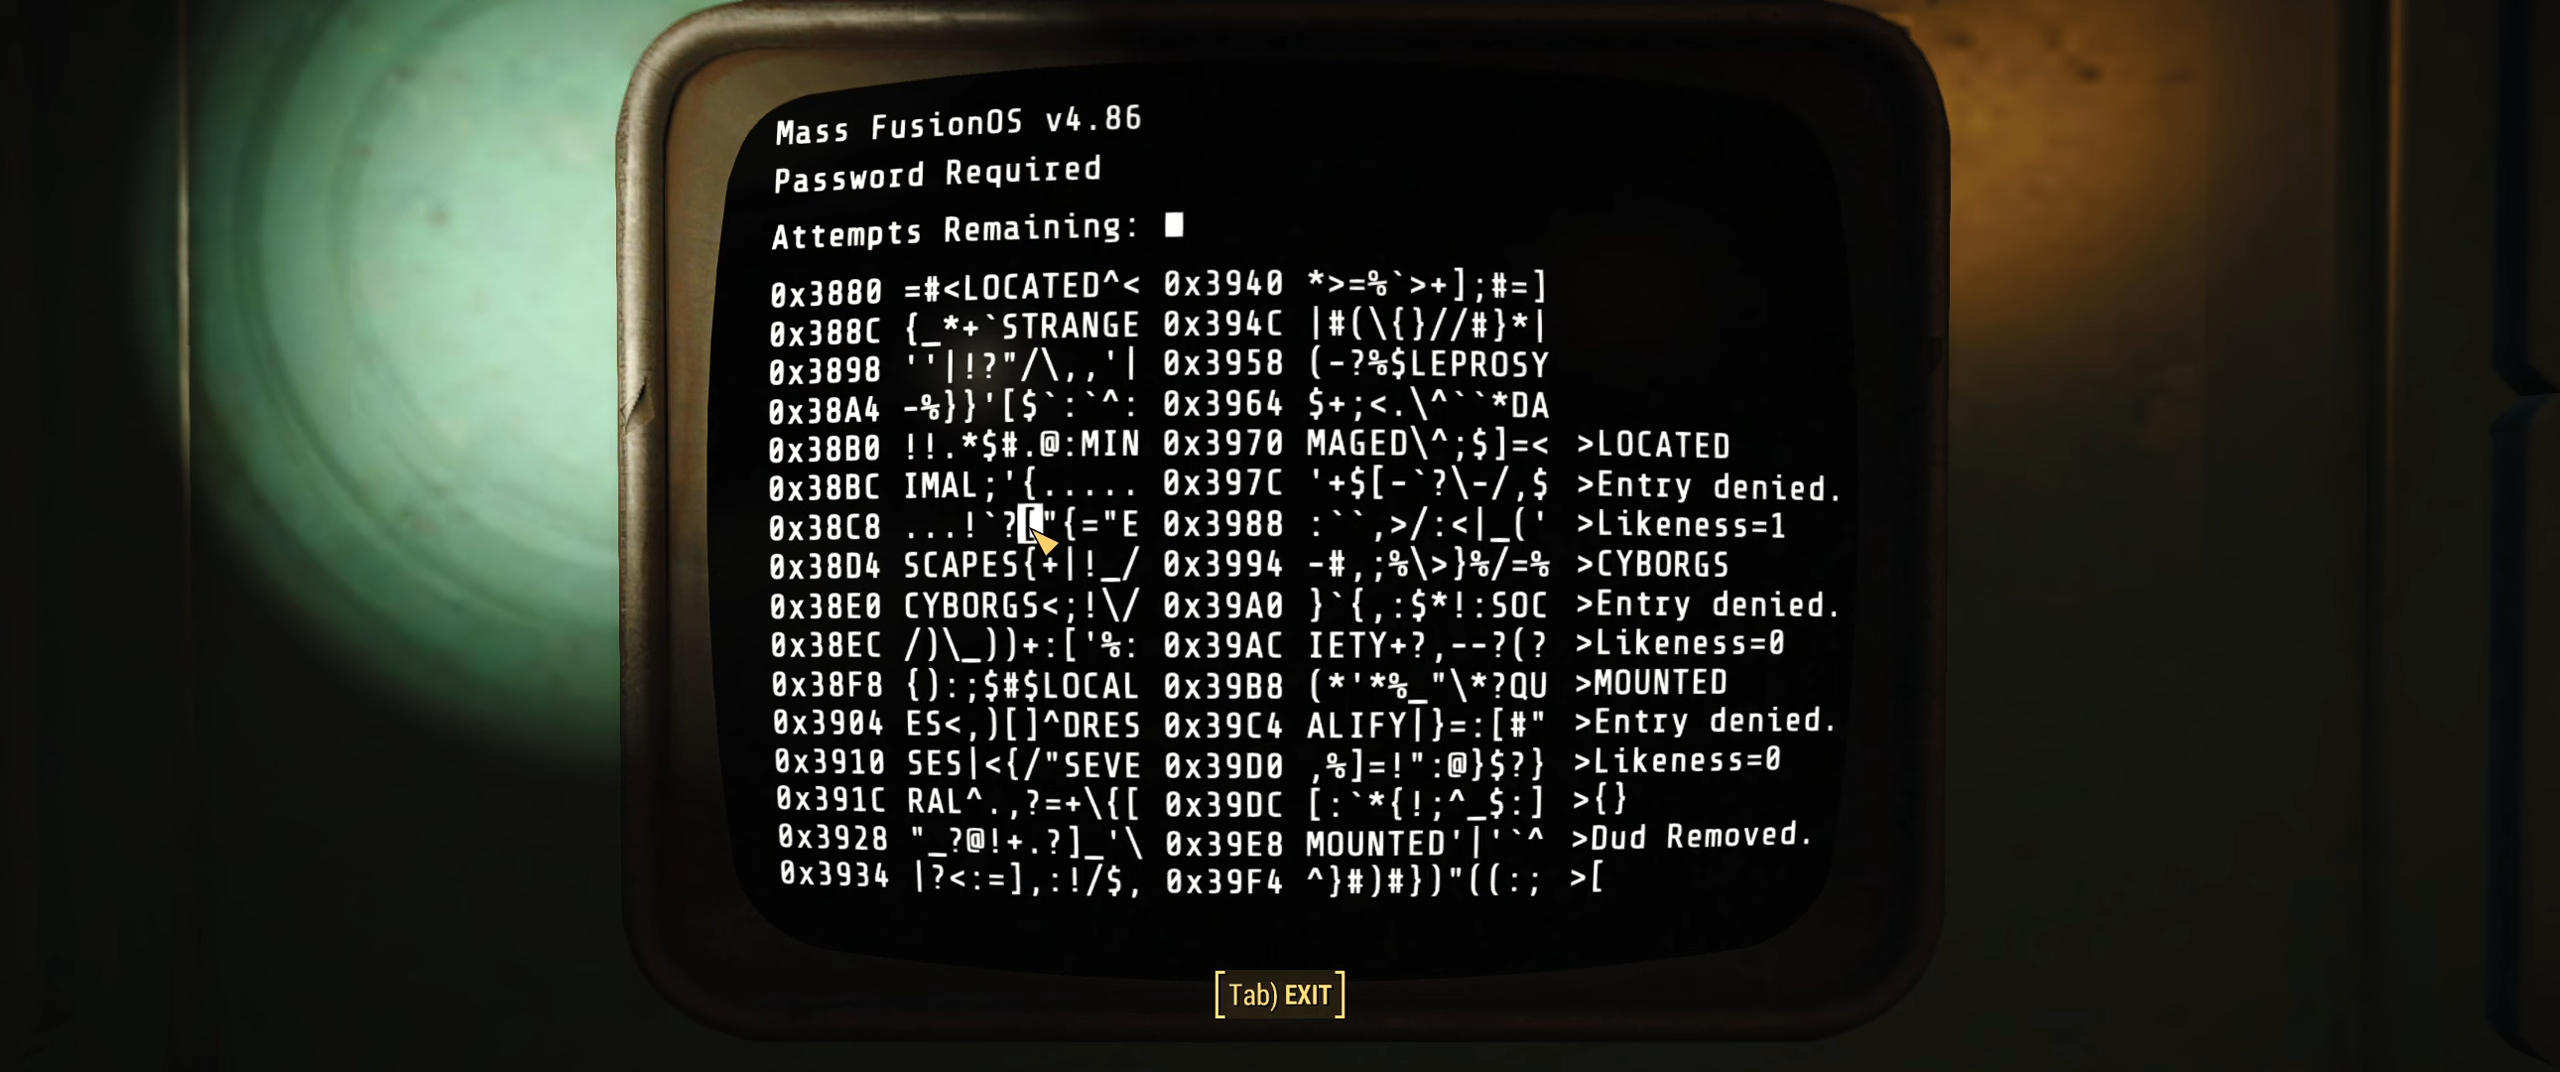 Mass FusionOS v4.86
Password Required
Attempts Remaining: ■
0x3880 =#<LOCATED^< 0x3940 *>=%`>+];#=]
0x388C {_*+`STRANGE 0x394C |#(\{}//#}*|
0x3898 ''|!?"/\,,'| 0x3958 (-?%$LEPROSY
0x38A4 -%}}'[$`:`^: 0x3964 $+;<.\^``*DA
0x38B0 !!.*$#.@:MIN 0x3970 MAGED\^;$]=< >LOCATED
0x38BC IMAL;'{..... 0x397C '+$[-`?\-/,$ >Entry denied.
0x38C8 ...!`?["{="E 0x3988 :``,>/:<|_(' >Likeness=1
0x38D4 SCAPES{+|!_/ 0x3994 -#,;%\>}%/=% >CYBORGS
0x38E0 CYBORGS<;!\/ 0x39A0 }`{,:$*!:SOC >Entry denied.
0x38EC /)\_))+:['%: 0x39AC IETY+?,--?(? >Likeness=0
0x38F8 {):;$#$LOCAL 0x39B8 (*'*%_"\*?QU >MOUNTED
0x3904 ES<,)[]^DRES 0x39C4 ALIFY|}=:[#" >Entry denied.
0x3910 SES|<{/"SEVE 0x39D0 ,%]=!":@}$?} >Likeness=0
0x391C RAL^.,?=+\{[ 0x39DC [:`*{!;^_$:] >{}
0x3928 "_?@!+.?]_'\ 0x39E8 MOUNTED'|'`^ >Dud Removed.
0x3934 |?<:=],:!/$, 0x39F4 ^}#)#})"((:; >[
[Tab) EXIT]